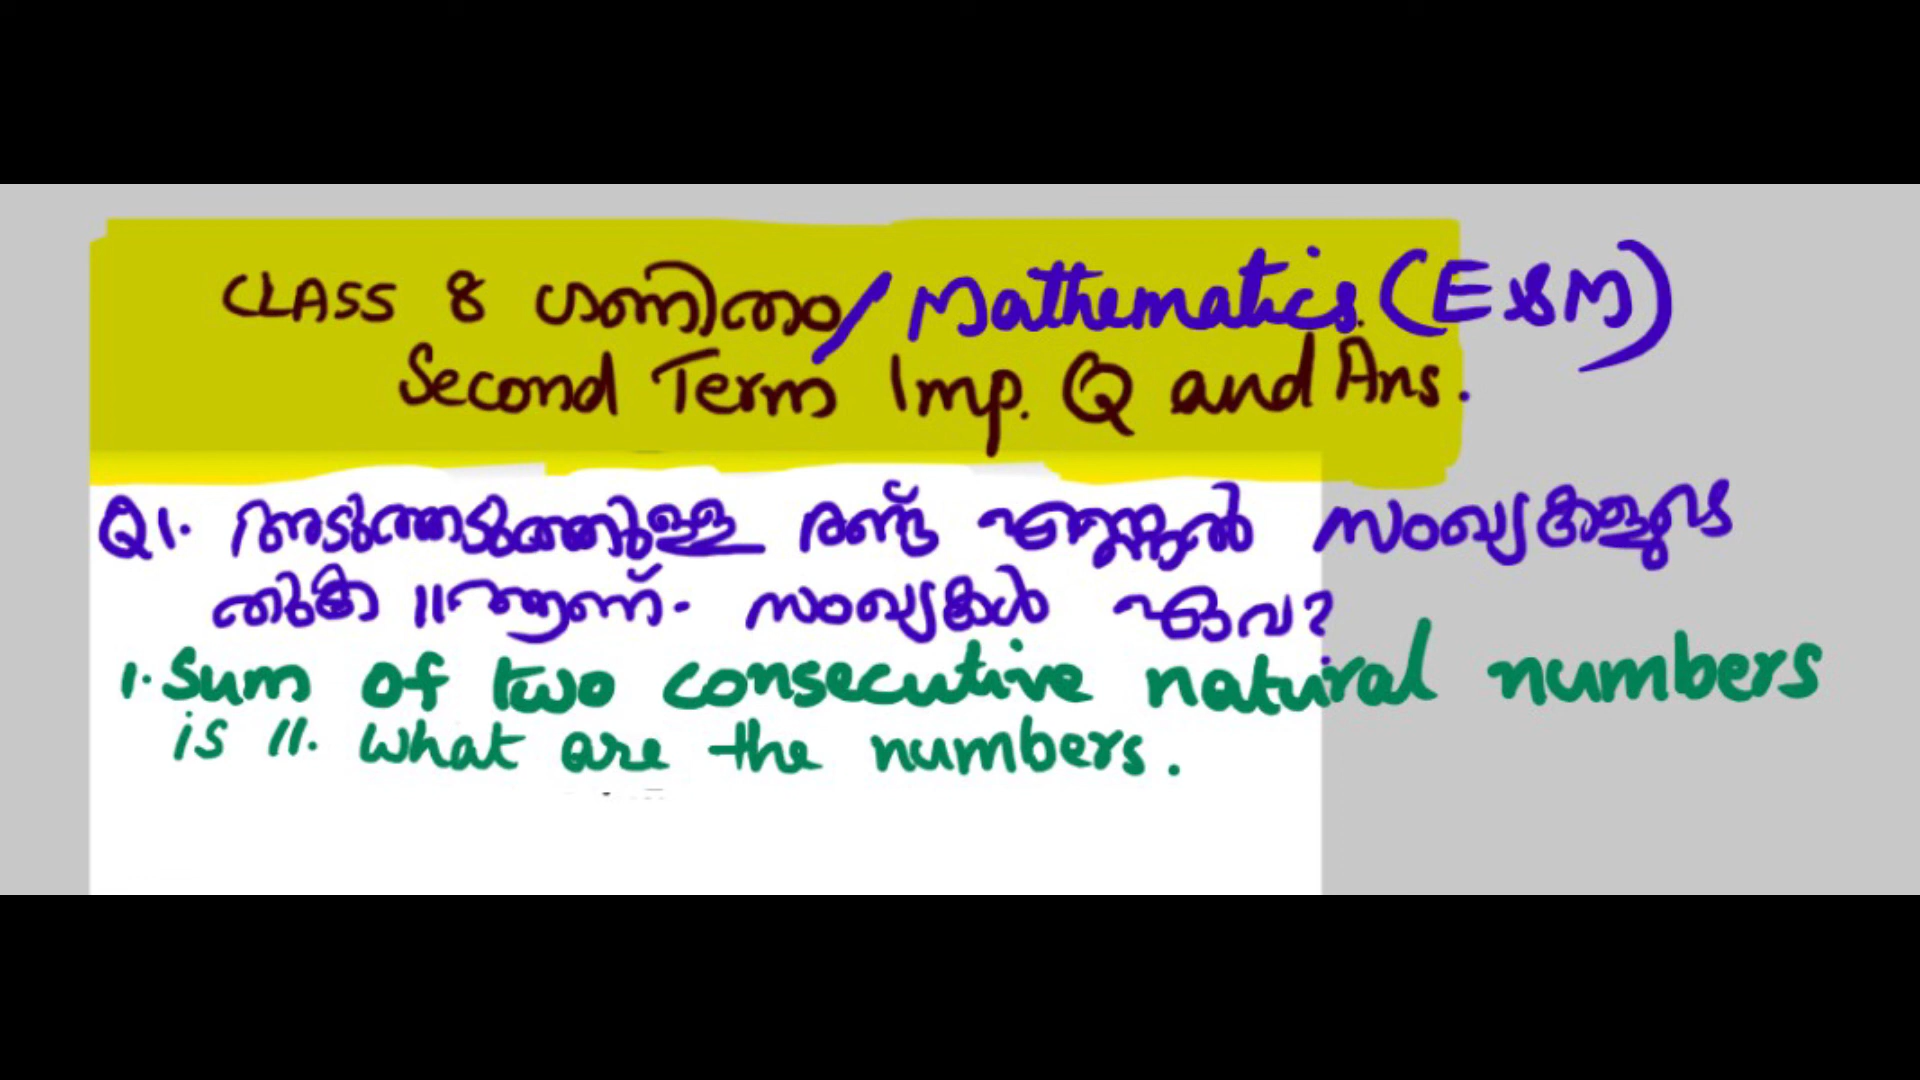 CLASS 8 ഗണിതം/Mathematics.(E&M)
Second Term Imp. Q and Ans.
Q1. അടുത്തടുത്തുള്ള രണ്ടു എണ്ണൽ സംഖ്യകളുടെ
തുക 11 ആണ്. സംഖ്യകൾ ഏവ?
1. Sum of two consecutive natural numbers
is 11. What are the numbers.